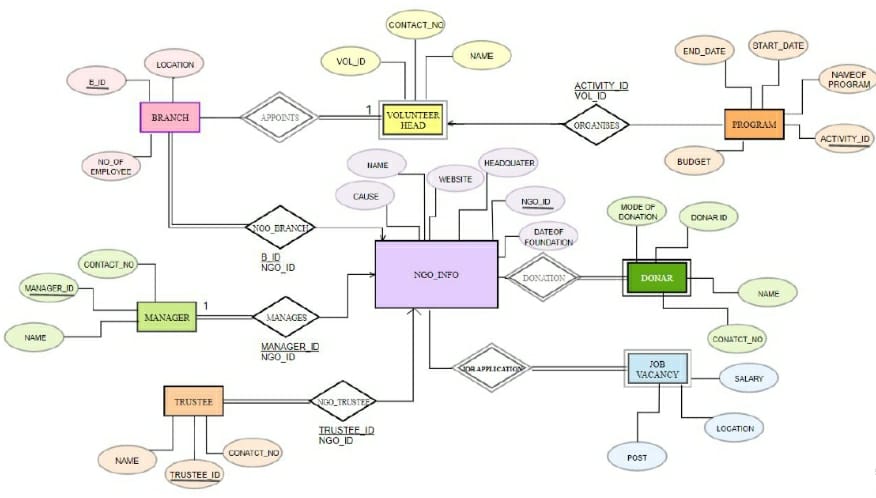 CONTACT_NO
VOL_ID
NAME
END_DATE
START_DATE
NAMEOF
PROGRAM
ACTIVITY_ID
BUDGET
PROGRAM
LOCATION
B_ID
BRANCH
NO_OF
EMPLOYEE
APPOINTS
1
VOLUNTEER
HEAD
ACTIVITY_ID
VOL_ID
ORGANISES
NAME
WEBSITE
HEADQUATER
CAUSE
NGO_ID
DATEOF
FOUNDATION
NGO_BRANCH
B_ID
NGO_ID
NGO_INFO
DONATION
MODE OF
DONATION
DONAR ID
DONAR
NAME
CONATCT_NO
CONTACT_NO
MANAGER_ID
NAME
MANAGER
1
MANAGES
MANAGER_ID
NGO_ID
JOB APPLICATION
JOB
VACANCY
SALARY
LOCATION
POST
TRUSTEE
NGO_TRUSTEE
TRUSTEE_ID
NGO_ID
NAME
TRUSTEE_ID
CONATCT_NO